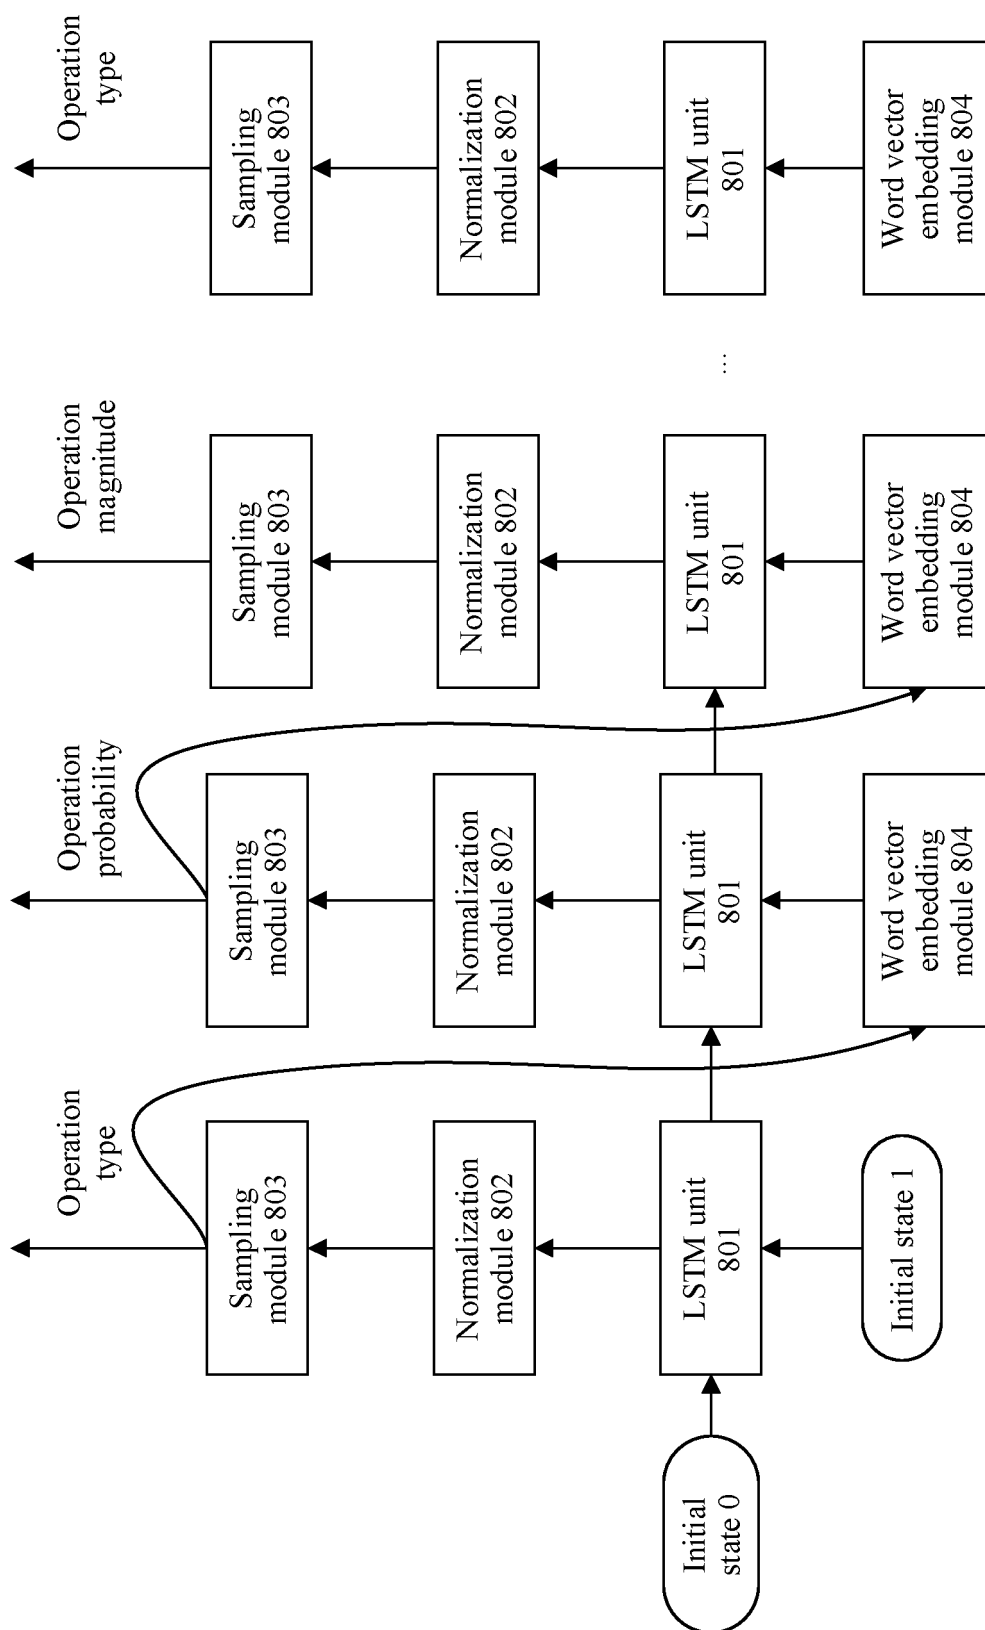 Operation
type
Operation
probability
Operation
magnitude
Operation
type
Sampling
module 803
Sampling
module 803
Sampling
module 803
Sampling
module 803
Normalization
module 802
Normalization
module 802
Normalization
module 802
Normalization
module 802
Initial
state 0
LSTM unit
801
LSTM unit
801
LSTM unit
801
...
LSTM unit
801
Initial state 1
Word vector
embedding
module 804
Word vector
embedding
module 804
Word vector
embedding
module 804